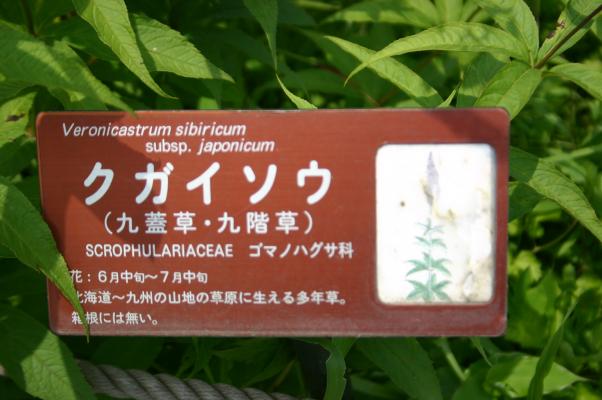 Veronicastrum sibiricum
subsp. japonicum
クガイソウ
（九蓋草・九階草）
SCROPHULARIACEAE ゴマノハグサ科
花：6月中旬〜7月中旬
北海道〜九州の山地の草原に生える多年草。
箱根には無い。